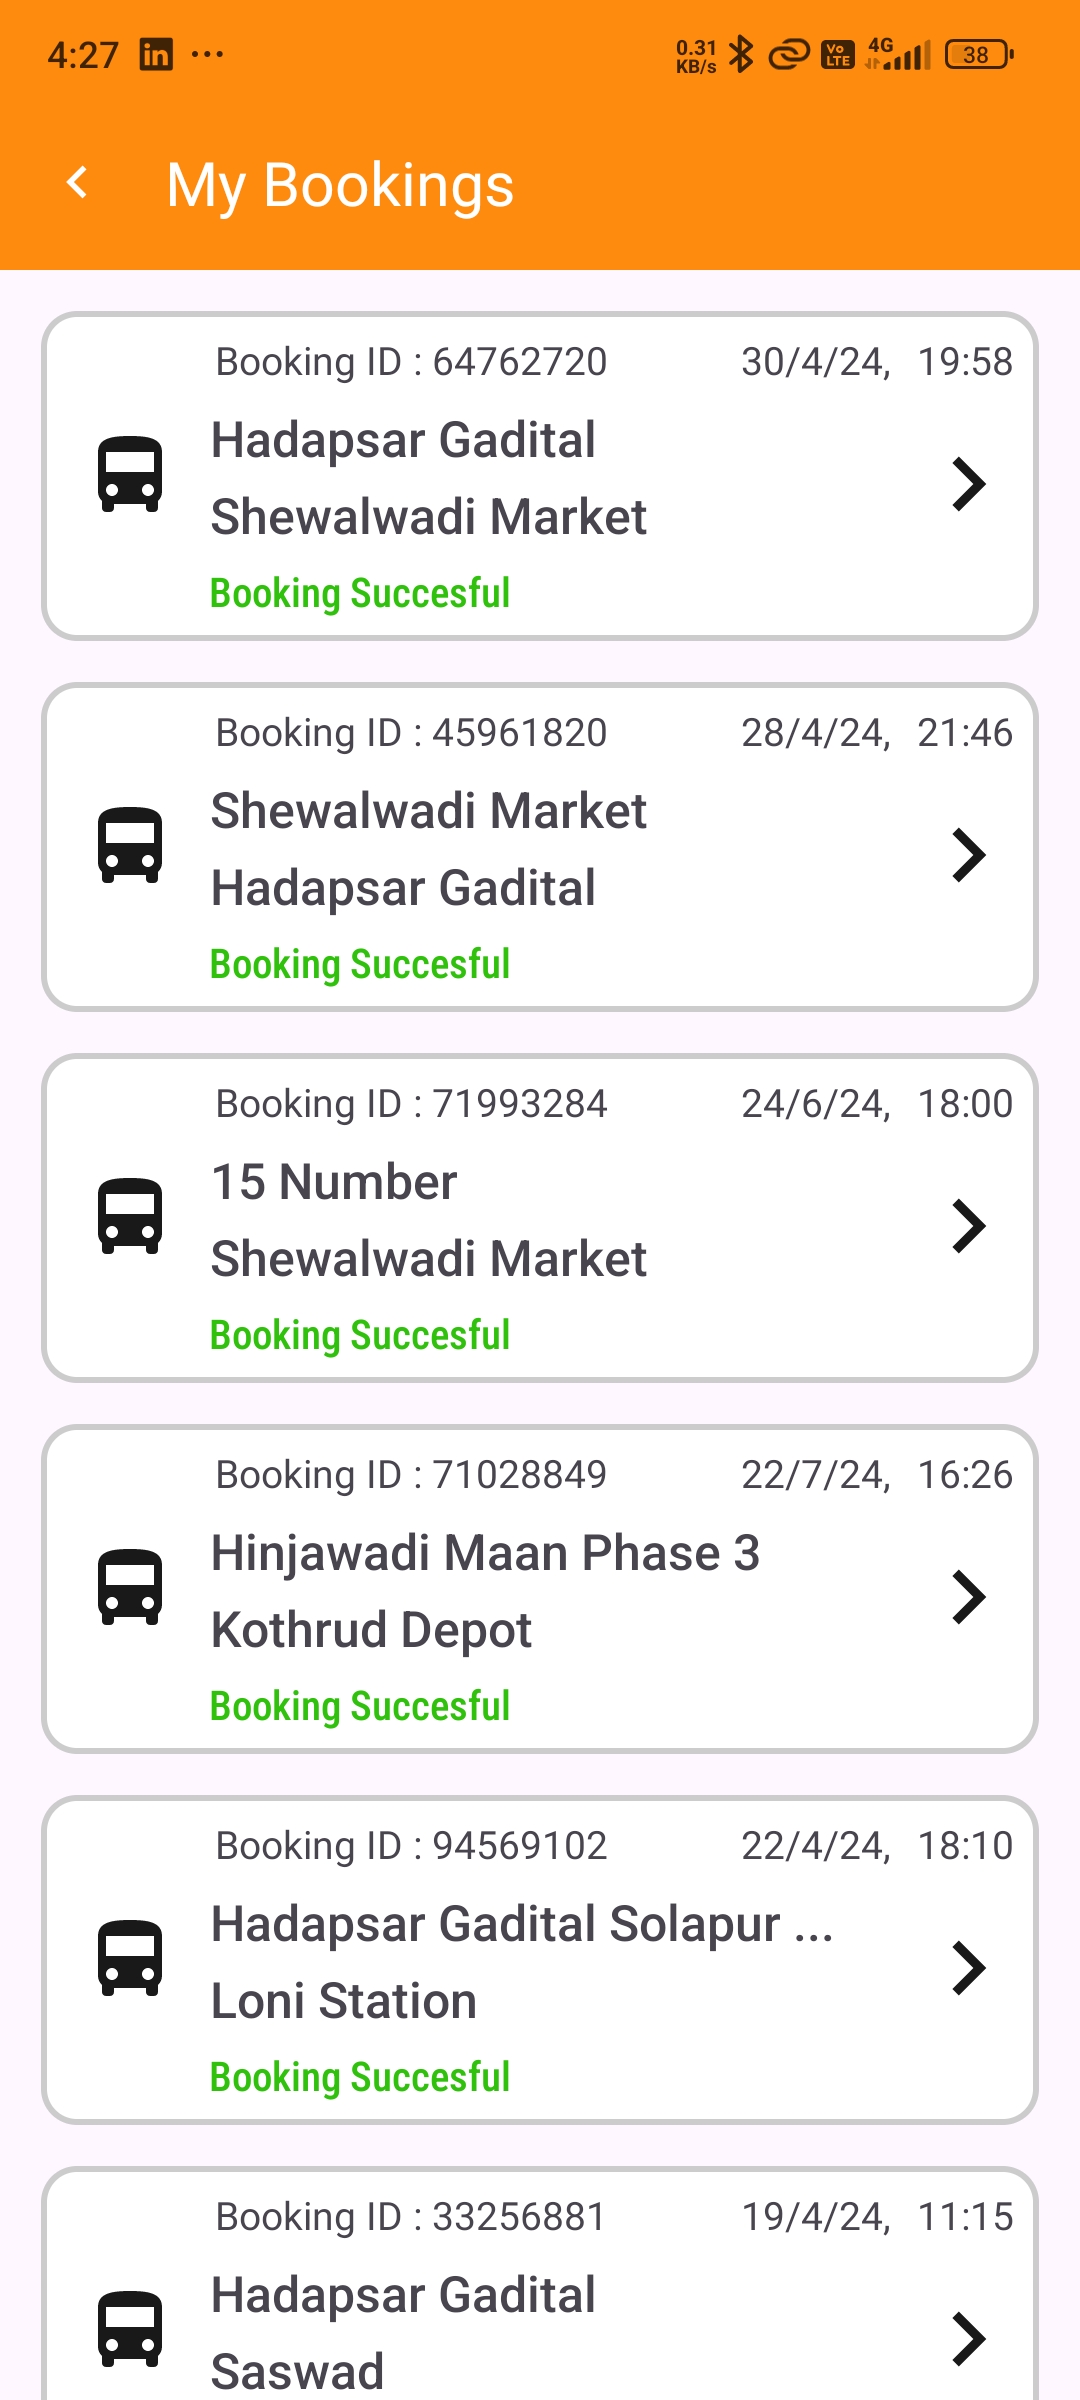 4:27 in ... 0.31 KB/s Vo LTE 4G 38
My Bookings
Booking ID : 64762720 30/4/24, 19:58
Hadapsar Gadital
Shewalwadi Market
Booking Succesful
Booking ID : 45961820 28/4/24, 21:46
Shewalwadi Market
Hadapsar Gadital
Booking Succesful
Booking ID : 71993284 24/6/24, 18:00
15 Number
Shewalwadi Market
Booking Succesful
Booking ID : 71028849 22/7/24, 16:26
Hinjawadi Maan Phase 3
Kothrud Depot
Booking Succesful
Booking ID : 94569102 22/4/24, 18:10
Hadapsar Gadital Solapur ...
Loni Station
Booking Succesful
Booking ID : 33256881 19/4/24, 11:15
Hadapsar Gadital
Saswad